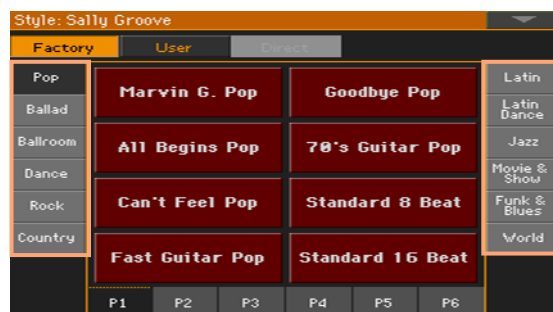 Style: Sally Groove
Factory User Direct
Pop
Ballad
Ballroom
Dance
Rock
Country
Marvin G. Pop Goodbye Pop
All Begins Pop 70's Guitar Pop
Can't Feel Pop Standard 8 Beat
Fast Guitar Pop Standard 16 Beat
Latin
Latin
Dance
Jazz
Movie &
Show
Funk &
Blues
World
P1 P2 P3 P4 P5 P6